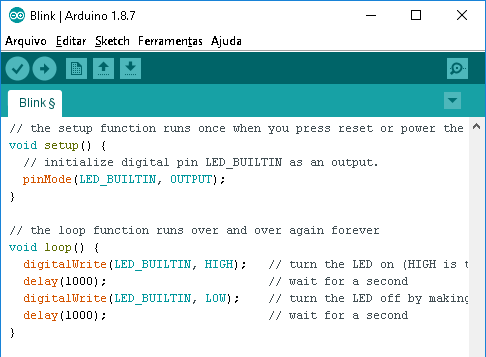 Blink | Arduino 1.8.7
Arquivo Editar Sketch Ferramentas Ajuda
Blink §
// the setup function runs once when you press reset or power the
void setup() {
  // initialize digital pin LED_BUILTIN as an output.
  pinMode(LED_BUILTIN, OUTPUT);
}

// the loop function runs over and over again forever
void loop() {
  digitalWrite(LED_BUILTIN, HIGH);   // turn the LED on (HIGH is t
  delay(1000);                       // wait for a second
  digitalWrite(LED_BUILTIN, LOW);    // turn the LED off by making
  delay(1000);                       // wait for a second
}